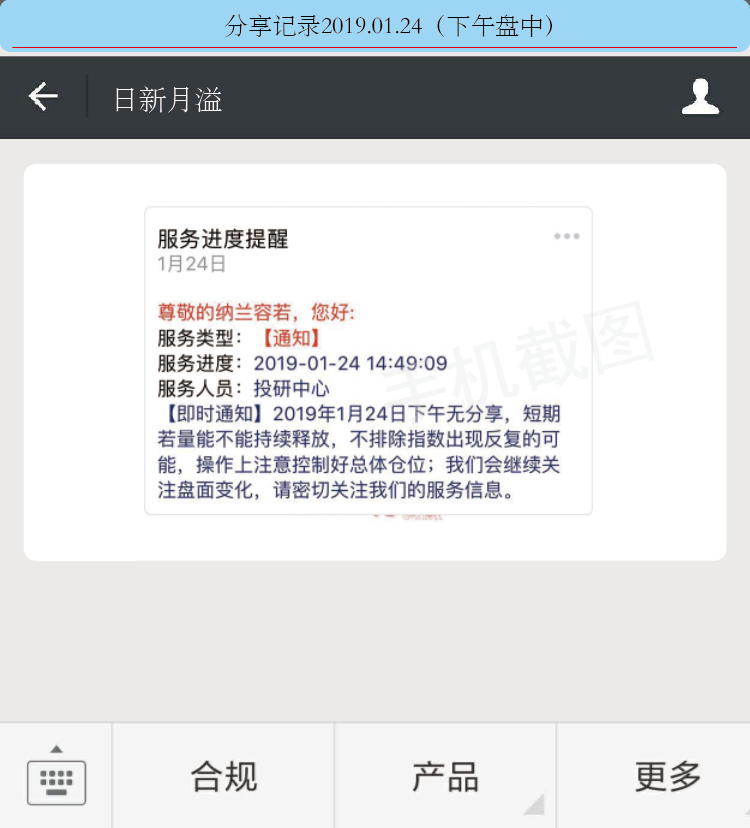 分享记录2019.01.24（下午盘中）
日新月溢
服务进度提醒
1月24日
尊敬的纳兰容若，您好:
服务类型：【通知】
服务进度：2019-01-24 14:49:09
服务人员：投研中心
【即时通知】2019年1月24日下午无分享，短期
若量能不能持续释放，不排除指数出现反复的可
能，操作上注意控制好总体仓位；我们会继续关
注盘面变化，请密切关注我们的服务信息。
手机截图
合规
产品
更多